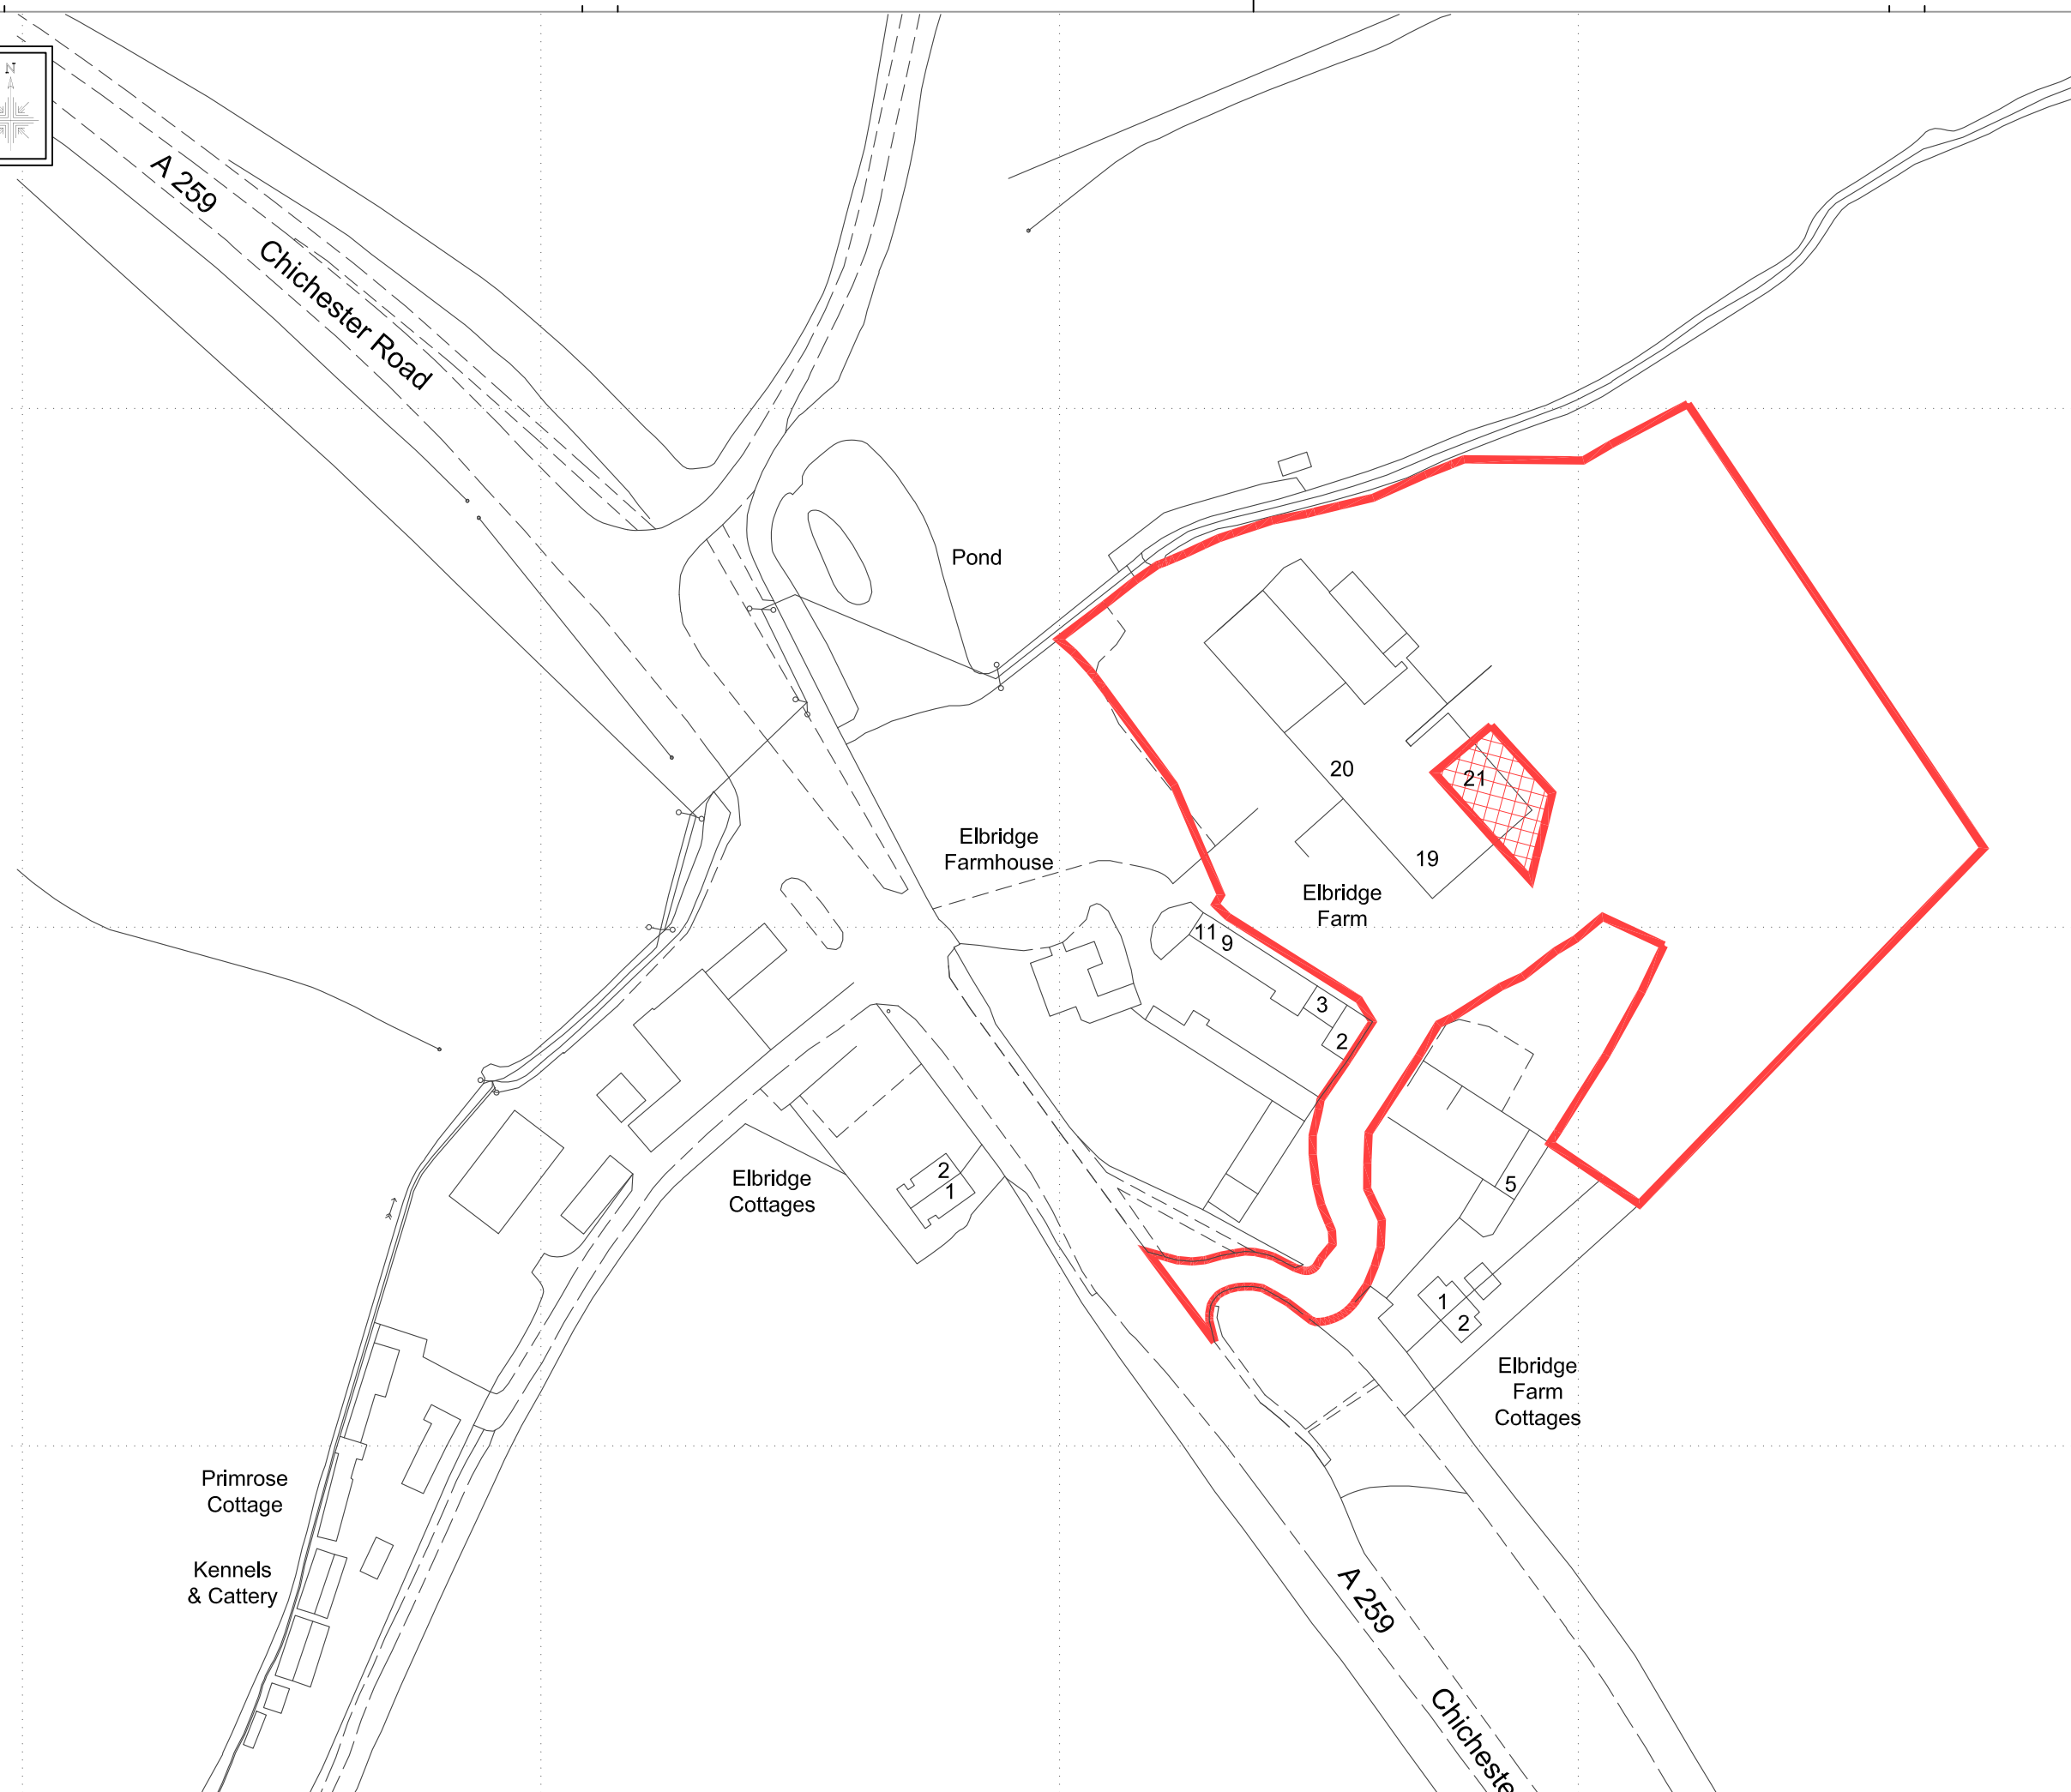 N
A 259
Chichester Road
Pond
20
21
19
Elbridge
Farmhouse
Elbridge
Farm
11
9
3
2
Elbridge
Cottages
2
1
5
1
2
Elbridge
Farm
Cottages
Primrose
Cottage
Kennels
& Cattery
A 259
Chicheste